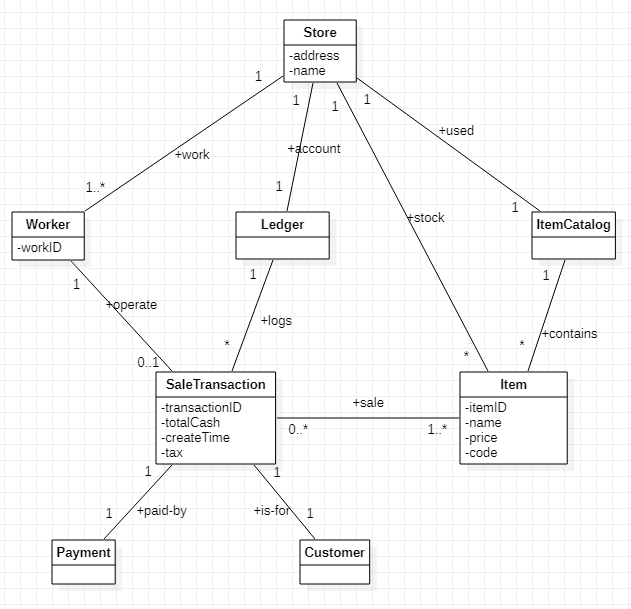 Store
-address
-name
1
1
1
1
+used
+account
+work
1..*
1
1
+stock
Worker
-workID
Ledger
ItemCatalog
1
1
1
+operate
+logs
+contains
*
*
*
0..1
SaleTransaction
-transactionID
-totalCash
-createTime
-tax
+sale
0..*
1..*
Item
-itemID
-name
-price
-code
1
1
1
+paid-by
+is-for
1
Payment
Customer